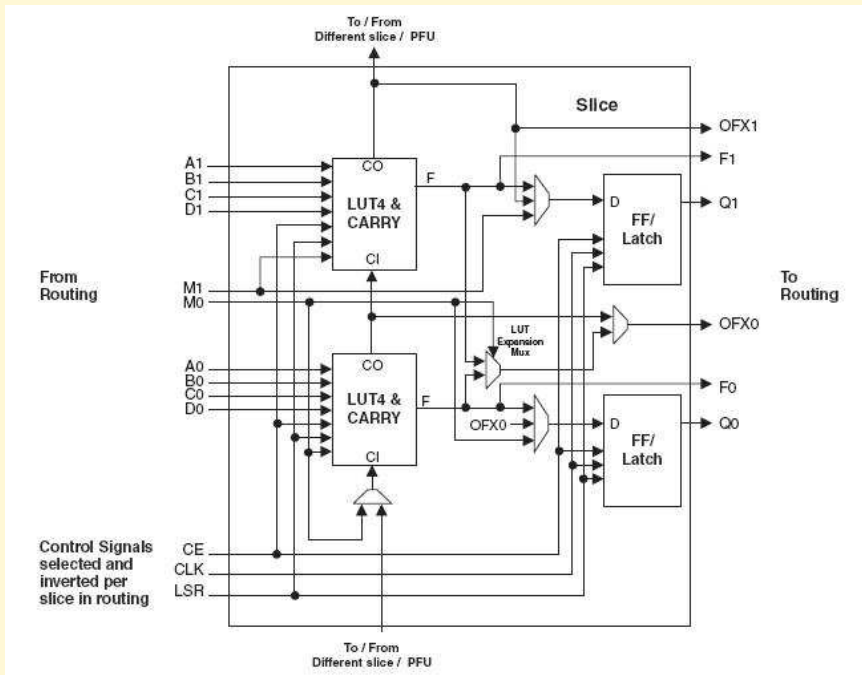 To / From
Different slice / PFU
Slice
OFX1
F1
A1
B1
C1
D1
CO
LUT4 &
CARRY
CI
F
D
FF/
Latch
Q1
From
Routing
M1
M0
To
Routing
OFX0
LUT
Expansion
Mux
A0
B0
C0
D0
CO
LUT4 &
CARRY
CI
F
OFX0
F0
D
FF/
Latch
Q0
Control Signals
selected and
inverted per
slice in routing
CE
CLK
LSR
To / From
Different slice / PFU